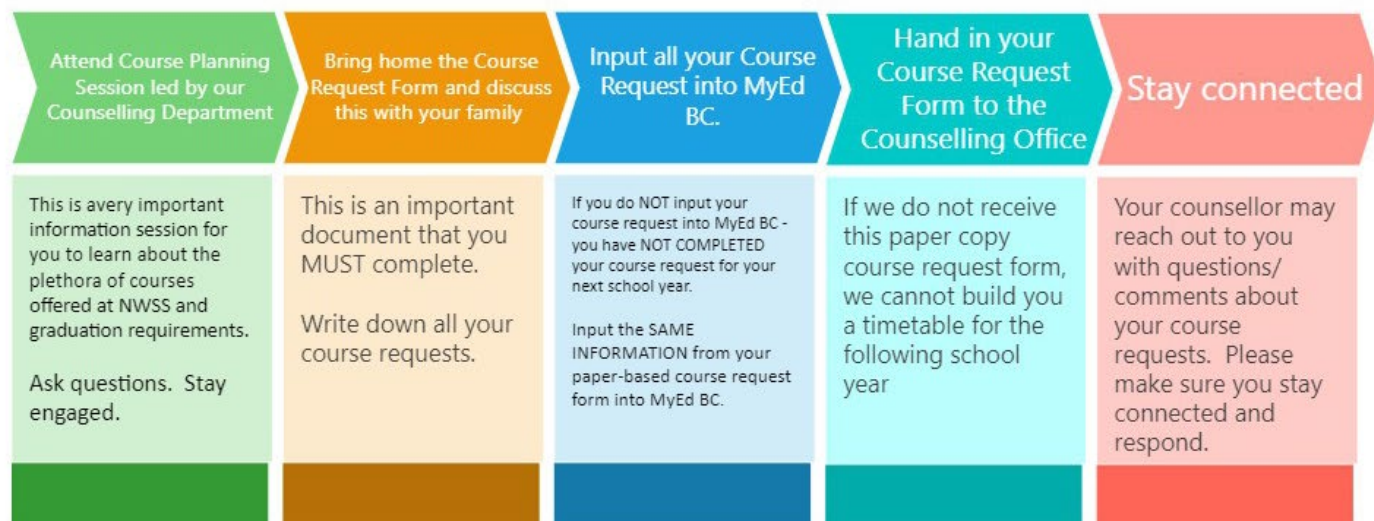 Attend Course Planning
Session led by our
Counselling Department
Bring home the Course
Request Form and discuss
this with your family
Input all your Course
Request into MyEd
BC.
Hand in your
Course Request
Form to the
Counselling Office
Stay connected
This is avery important
information session for
you to learn about the
plethora of courses
offered at NWSS and
graduation requirements.
Ask questions.  Stay
engaged.
This is an important
document that you
MUST complete.
Write down all your
course requests.
If you do NOT input your
course request into MyEd BC -
you have NOT COMPLETED
your course request for your
next school year.
Input the SAME
INFORMATION from your
paper-based course request
form into MyEd BC.
If we do not receive
this paper copy
course request form,
we cannot build you
a timetable for the
following school
year
Your counsellor may
reach out to you
with questions/
comments about
your course
requests.  Please
make sure you stay
connected and
respond.